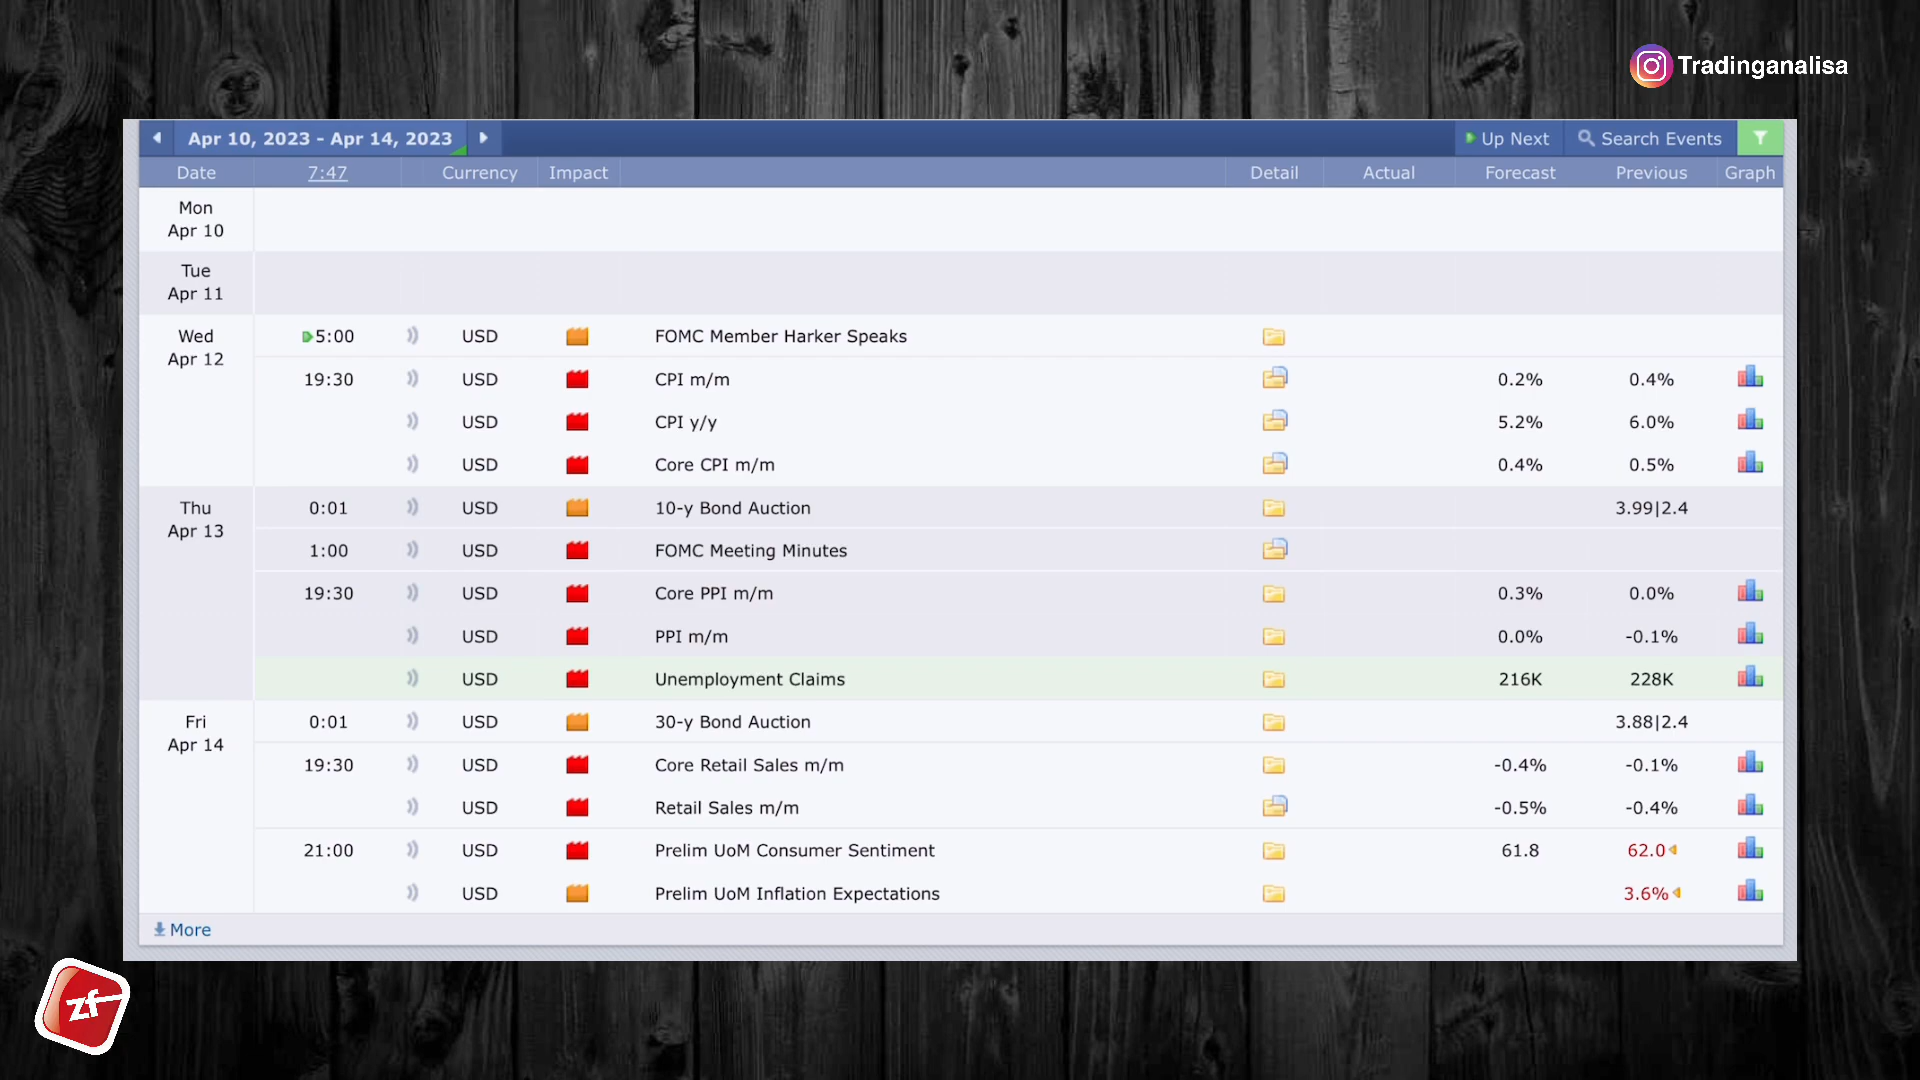 Tradinganalisa
Apr 10, 2023 - Apr 14, 2023 Up Next Search Events
Date 7:47 Currency Impact Detail Actual Forecast Previous Graph
Mon
Apr 10
Tue
Apr 11
Wed
Apr 12
5:00 USD FOMC Member Harker Speaks
19:30 USD CPI m/m 0.2% 0.4%
USD CPI y/y 5.2% 6.0%
USD Core CPI m/m 0.4% 0.5%
Thu
Apr 13
0:01 USD 10-y Bond Auction 3.99|2.4
1:00 USD FOMC Meeting Minutes
19:30 USD Core PPI m/m 0.3% 0.0%
USD PPI m/m 0.0% -0.1%
USD Unemployment Claims 216K 228K
Fri
Apr 14
0:01 USD 30-y Bond Auction 3.88|2.4
19:30 USD Core Retail Sales m/m -0.4% -0.1%
USD Retail Sales m/m -0.5% -0.4%
21:00 USD Prelim UoM Consumer Sentiment 61.8 62.0
USD Prelim UoM Inflation Expectations 3.6%
More
zf